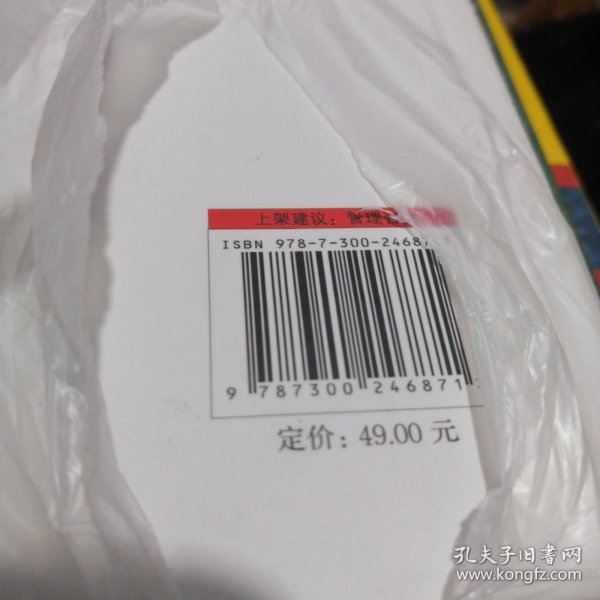 上架建议：管理
ISBN 978-7-300-2468
9 787300 246871
定价：49.00 元
孔夫子旧书网
www.kongfz.com